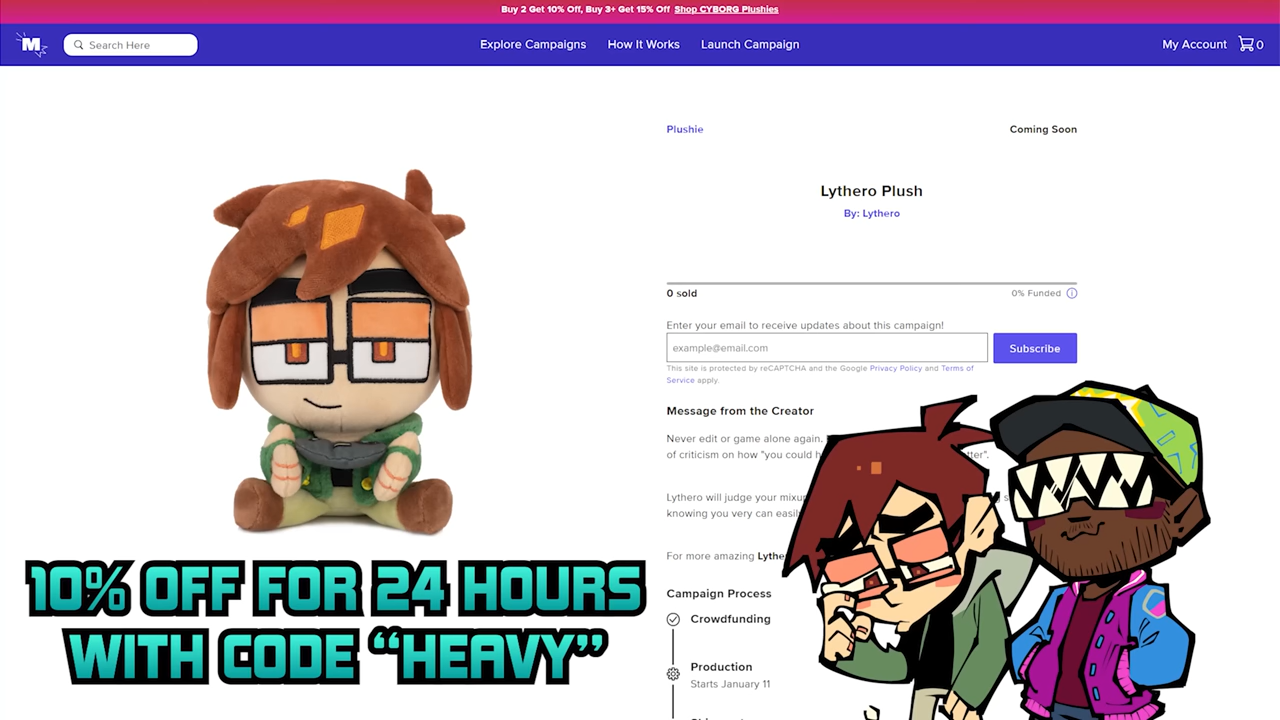 Buy 2 Get 10% Off, Buy 3+ Get 15% Off Shop CYBORG Plushies
M
Search Here
Explore Campaigns
How It Works
Launch Campaign
My Account
0
Plushie
Coming Soon
Lythero Plush
By: Lythero
0 sold
0% Funded
Enter your email to receive updates about this campaign!
example@email.com
Subscribe
This site is protected by reCAPTCHA and the Google Privacy Policy and Terms of
Service apply.
Message from the Creator
Never edit or game alone again.
of criticism on how "you could
Lythero will judge your
knowing you very can
For more amazing
Campaign Process
Crowdfunding
Production
Starts January 11
10% OFF FOR 24 HOURS
WITH CODE “HEAVY”